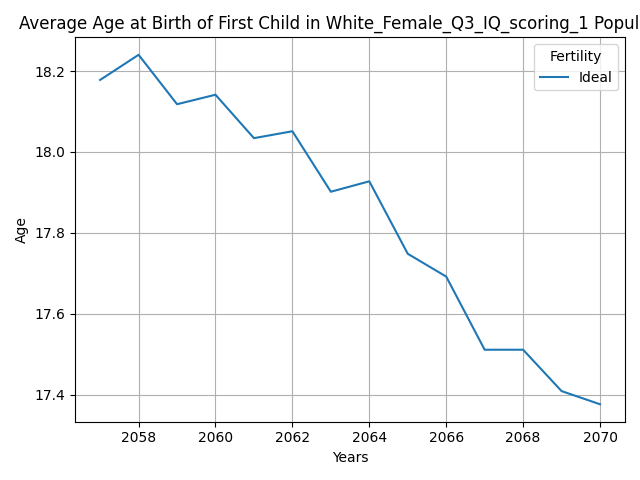 Average Age at Birth of First Child in White_Female_Q3_IQ_scoring_1 Popul
Fertility
Ideal
18.2
18.0
17.8
17.6
17.4
Age
2058 2060 2062 2064 2066 2068 2070
Years